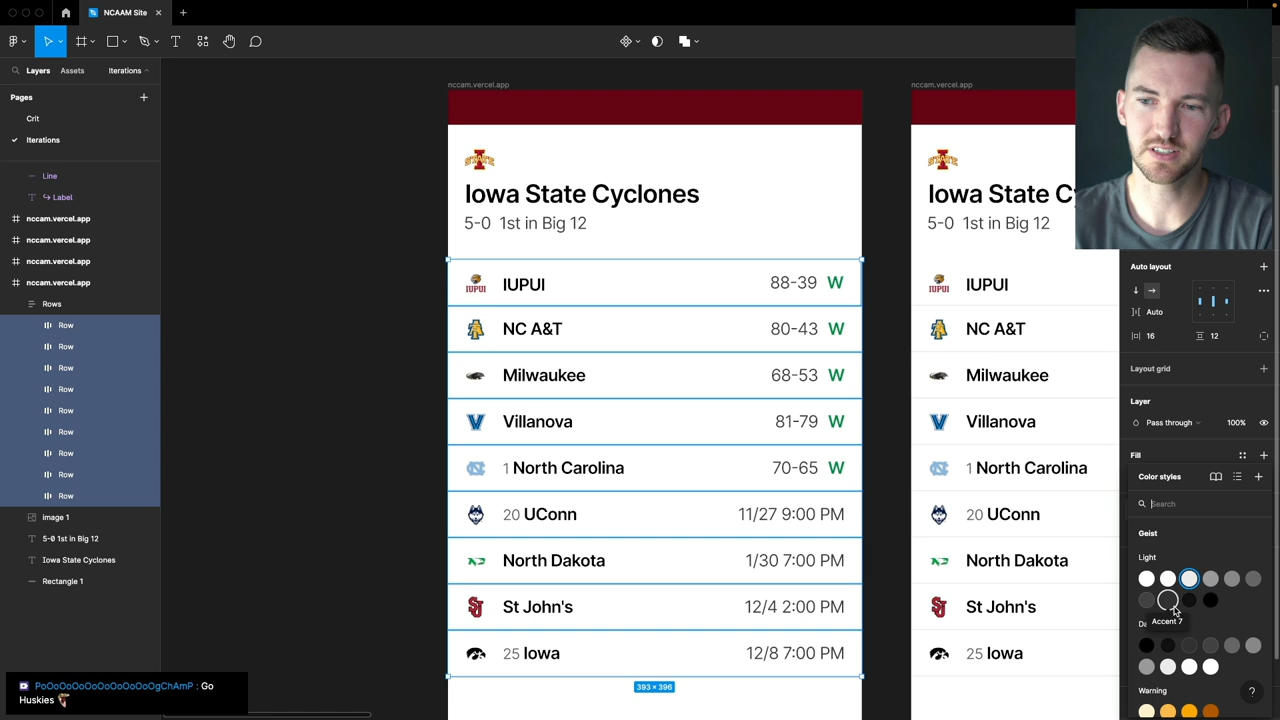 NCAAM Site
Layers
Assets
Iterations
Pages
Crit
Iterations
Line
Label
nccam.vercel.app
nccam.vercel.app
nccam.vercel.app
nccam.vercel.app
Rows
Row
Row
Row
Row
Row
Row
Row
Row
Row
image 1
5-0 1st in Big 12
Iowa State Cyclones
Rectangle 1
PoOoOoOoOoOoOoOoOgChAmP : Go
Huskies
nccam.vercel.app
STATE
Iowa State Cyclones
5-0 1st in Big 12
IUPUI
IUPUI 88-39 W
NC A&T 80-43 W
Milwaukee 68-53 W
Villanova 81-79 W
1 North Carolina 70-65 W
20 UConn 11/27 9:00 PM
North Dakota 1/30 7:00 PM
St John's 12/4 2:00 PM
25 Iowa 12/8 7:00 PM
393 × 396
nccam.vercel.app
STATE
Iowa State Cy
5-0 1st in Big 12
IUPUI
IUPUI
NC A&T
Milwaukee
Villanova
1 North Carolina
20 UConn
North Dakota
St John's
25 Iowa
Auto layout
Auto
16
12
Layout grid
Layer
Pass through
100%
Fill
Color styles
Search
Geist
Light
Da
Accent 7
Warning
?